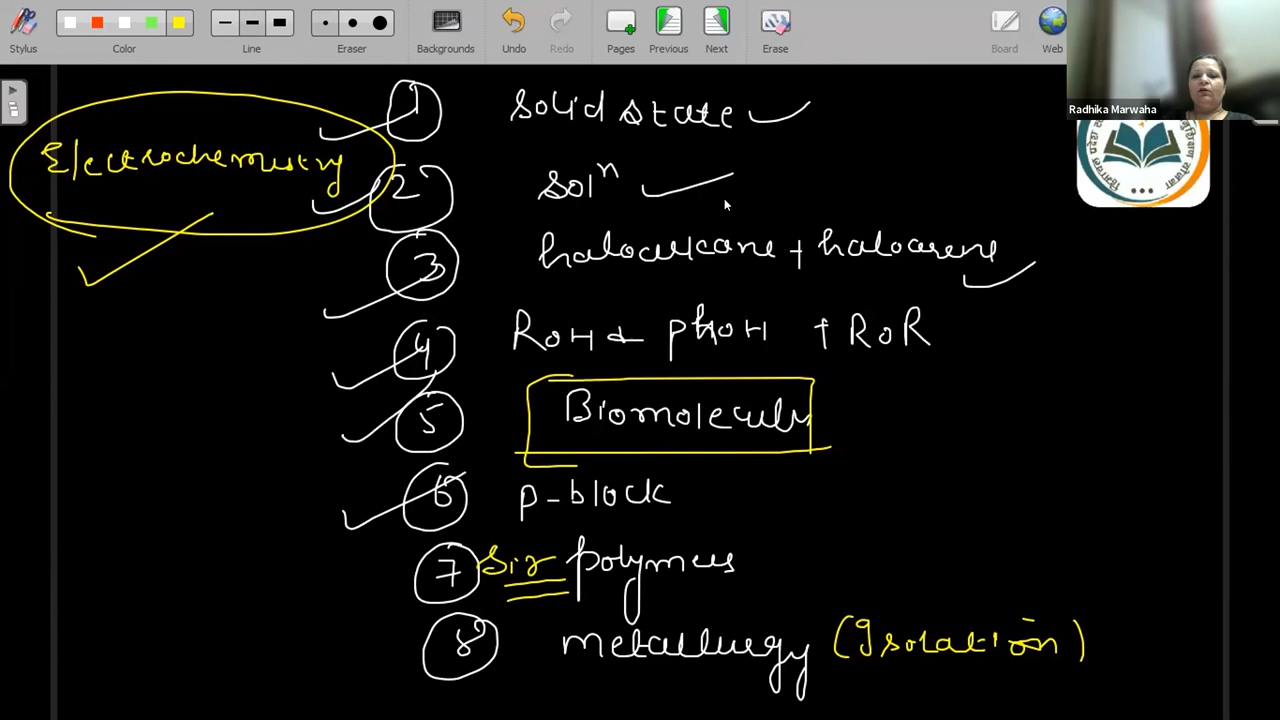 Stylus Color Line Eraser Backgrounds Undo Redo Pages Previous Next Erase Board Web
Radhika Marwaha
Electrochemistry
1 Solid state
2 Solⁿ
3 haloalkane + haloarene
4 ROH & phOH + ROR
5 Biomolecules
6 p-block
7 Sir polymers
8 metallurgy (Isolation)